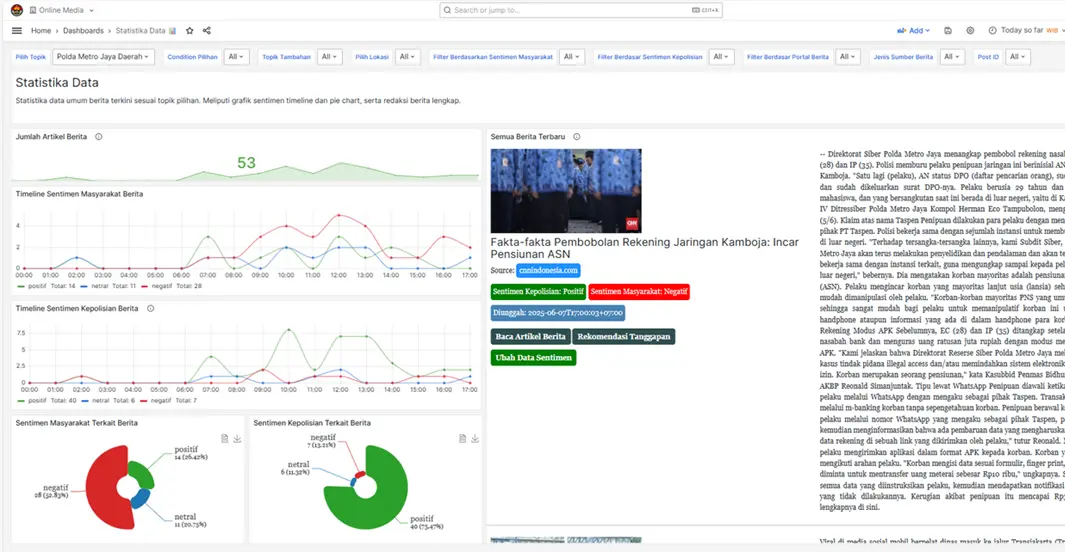 Online Media
Search or jump to...
CTRL+K
Home › Dashboards › Statistika Data
Add
Today so far WIB
Pilih Topik Polda Metro Jaya Daerah Condition Pilihan All Topik Tambahan All Pilih Lokasi All Filter Berdasarkan Sentimen Masyarakat All Filter Berdasar Sentimen Kepolisian All Filter Berdasar Portal Berita All Jenis Sumber Berita All Post ID All
Statistika Data
Statistika data umum berita terkini sesuai topik pilihan. Meliputi grafik sentimen timeline dan pie chart, serta redaksi berita lengkap.
Jumlah Artikel Berita
53
Timeline Sentimen Masyarakat Berita
4
2
0
00:00 01:00 02:00 03:00 04:00 05:00 06:00 07:00 08:00 09:00 10:00 11:00 12:00 13:00 14:00 15:00 16:00 17:00
positif Total: 14 netral Total: 11 negatif Total: 28
Timeline Sentimen Kepolisian Berita
7.5
5
2.5
0
00:00 01:00 02:00 03:00 04:00 05:00 06:00 07:00 08:00 09:00 10:00 11:00 12:00 13:00 14:00 15:00 16:00 17:00
positif Total: 40 netral Total: 6 negatif Total: 7
Sentimen Masyarakat Terkait Berita
positif
14 (26.42%)
negatif
28 (52.83%)
netral
11 (20.75%)
Sentimen Kepolisian Terkait Berita
negatif
7 (13.21%)
netral
6 (11.32%)
positif
40 (75.47%)
Semua Berita Terbaru
CNN
Fakta-fakta Pembobolan Rekening Jaringan Kamboja: Incar
Pensiunan ASN
Source: cnnindonesia.com
Sentimen Kepolisian: Positif Sentimen Masyarakat: Negatif
Diunggah: 2025-06-07T17:00:03+07:00
Baca Artikel Berita Rekomendasi Tanggapan
Ubah Data Sentimen
-- Direktorat Siber Polda Metro Jaya menangkap pembobol rekening nasab
(28) dan IP (35). Polisi memburu pelaku penipuan jaringan ini berinisial AN
Kamboja. "Satu lagi (pelaku), AN status DPO (daftar pencarian orang), su
dan sudah dikeluarkan surat DPO-nya. Pelaku berusia 29 tahun dan
mahasiswa, dan yang bersangkutan saat ini berada di luar negeri, yaitu di K
IV Ditressiber Polda Metro Jaya Kompol Herman Eco Tampubolon, meng
(5/6). Klaim atas nama Taspen Penipuan dilakukan para pelaku dengan me
pihak PT Taspen. Polisi bekerja sama dengan sejumlah instansi untuk membu
di luar negeri. "Terhadap tersangka-tersangka lainnya, kami Subdit Siber,
Metro Jaya akan terus melakukan penyelidikan dan pendalaman dan akan te
bekerja sama dengan instansi terkait, guna mengungkap sampai kepada pel
luar negeri," bebernya. Dia mengatakan korban mayoritas adalah pensiuna
(ASN). Pelaku mengincar korban yang mayoritas lanjut usia (lansia) seh
mudah dimanipulasi oleh pelaku. "Korban-korban mayoritas PNS yang um
sehingga sangat mudah bagi pelaku untuk memanipulatif korban ini s
handphone ataupun informasi yang ada di dalam handphone para kor
Rekening Modus APK Sebelumnya, EC (28) dan IP (35) ditangkap setela
nasabah bank dan menguras uang ratusan juta rupiah dengan modus me
APK. "Kami jelaskan bahwa Direktorat Reserse Siber Polda Metro Jaya mel
kasus tindak pidana illegal access dan/atau memindahkan sistem elektronik
izin. Korban merupakan seorang pensiunan," kata Kasubbid Penmas Bidhu
AKBP Reonald Simanjuntak. Tipu lewat WhatsApp Penipuan diawali ketika
pelaku melalui WhatsApp dengan mengaku sebagai pihak Taspen. Transak
melalui m-banking korban tanpa sepengetahuan korban. Penipuan berawal k
pelaku melalui nomor WhatsApp yang mengaku sebagai pihak Taspen, p
kemudian menginformasikan bahwa ada pembaruan data yang mengharuska
data rekening di sebuah link yang dikirimkan oleh pelaku," tutur Reonald. M
pelaku mengirimkan aplikasi dalam format APK kepada korban. Korban y
mengikuti arahan pelaku. "Korban mengisi data sesuai formulir, finger print,
diminta untuk mentransfer uang meterai sebesar Rp10 ribu," ungkapnya. S
semua data yang diinstruksikan pelaku, kemudian mendapatkan notifikasi
yang tidak dilakukannya. Kerugian akibat penipuan itu mencapai Rp
lengkapnya di sini.
Viral di media sosial mobil bernelat dinas masuk ke jalur Transjakarta